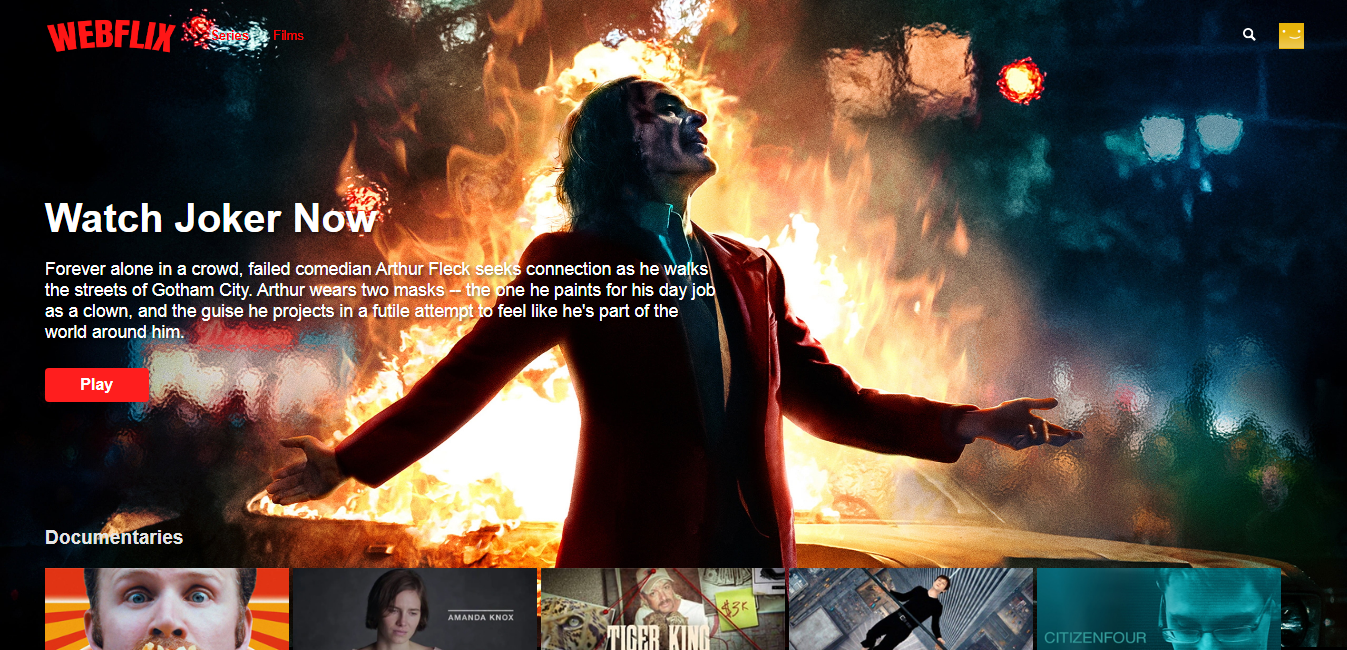 WEBFLIX
Series Films
Watch Joker Now
Forever alone in a crowd, failed comedian Arthur Fleck seeks connection as he walks
the streets of Gotham City. Arthur wears two masks -- the one he paints for his day job
as a clown, and the guise he projects in a futile attempt to feel like he's part of the
world around him.
Play
Documentaries
AMANDA KNOX
$3K
TIGER KING
CITIZENFOUR